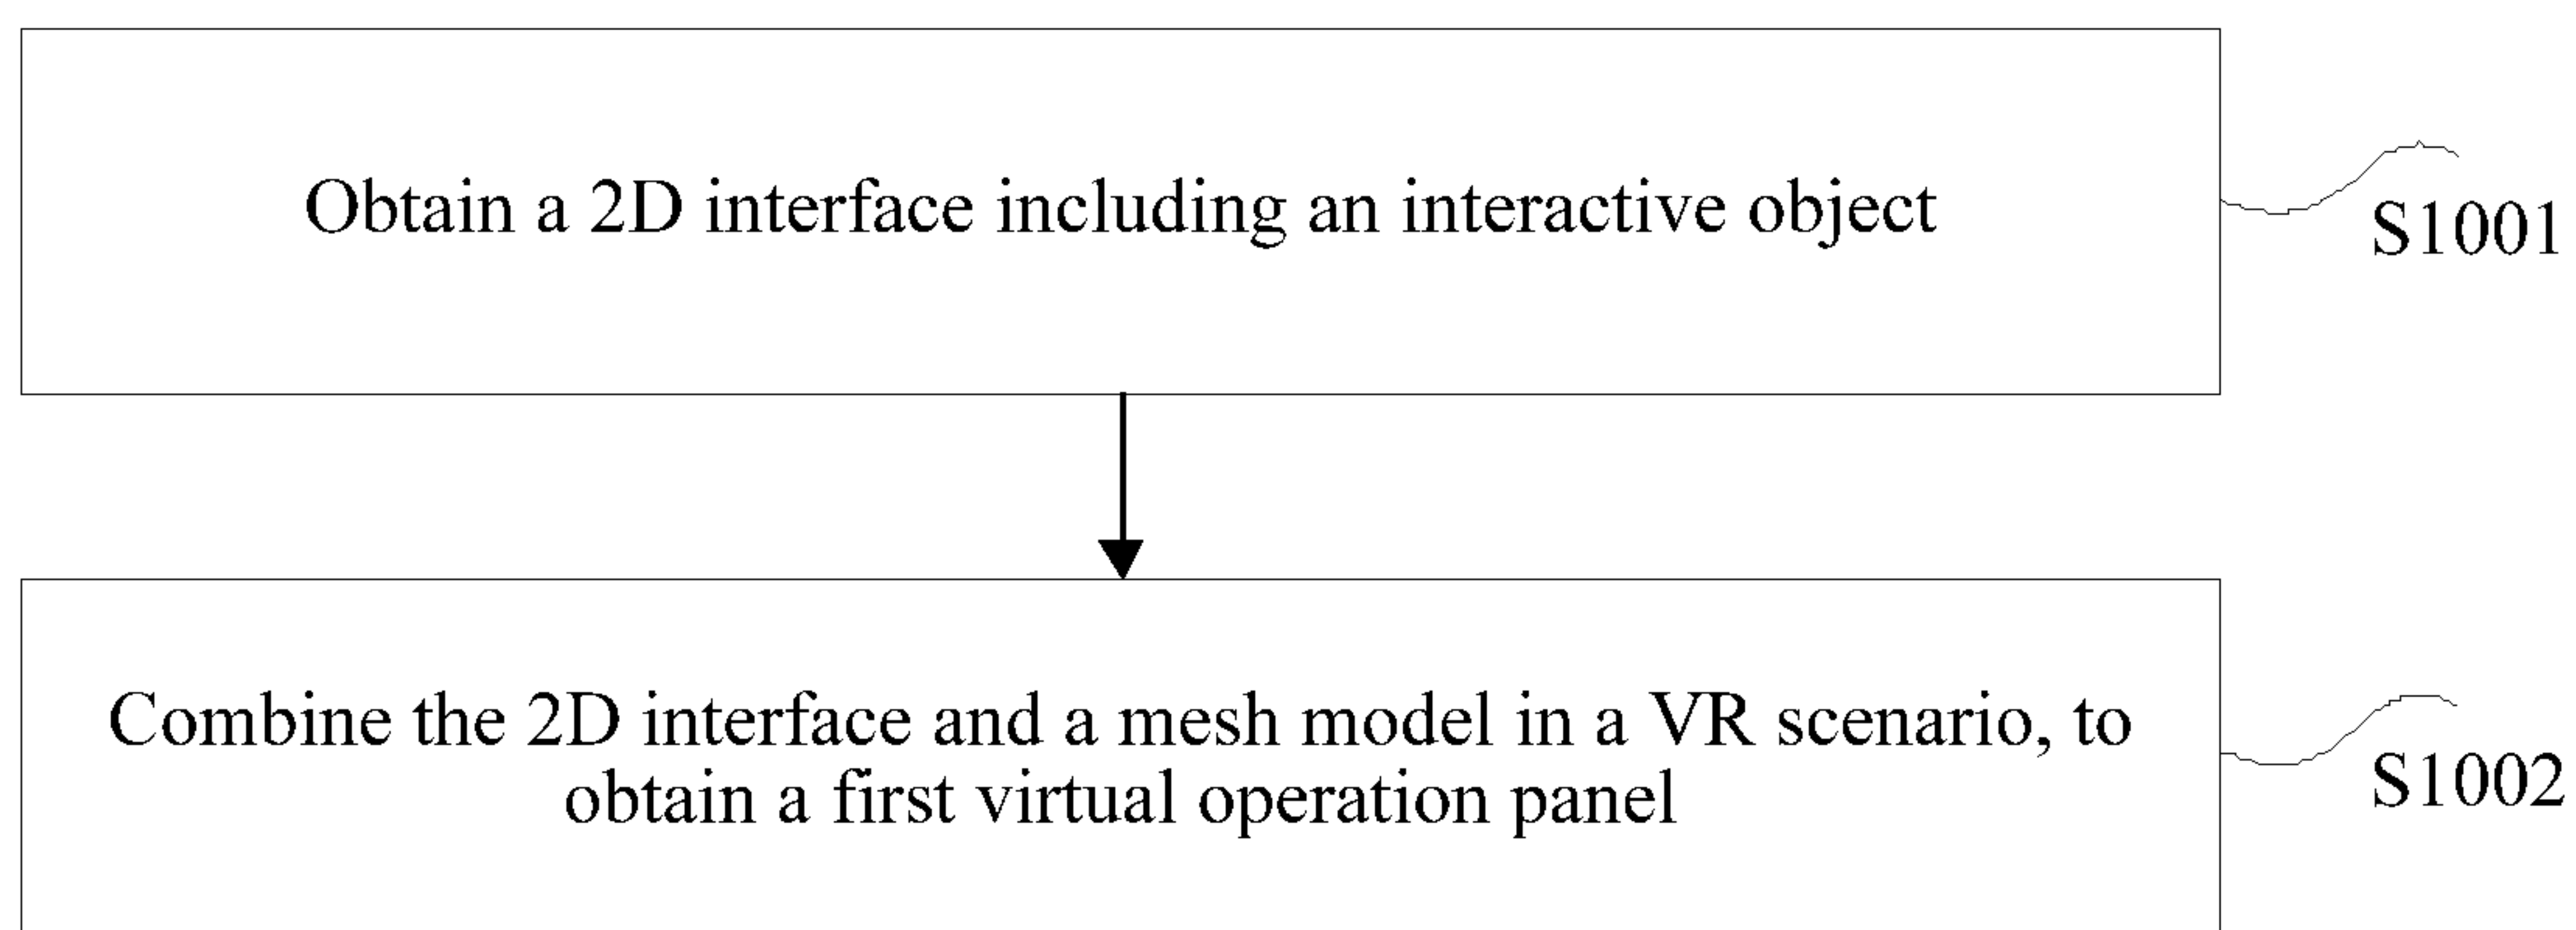 Obtain a 2D interface including an interactive object
S1001
Combine the 2D interface and a mesh model in a VR scenario, to
obtain a first virtual operation panel
S1002